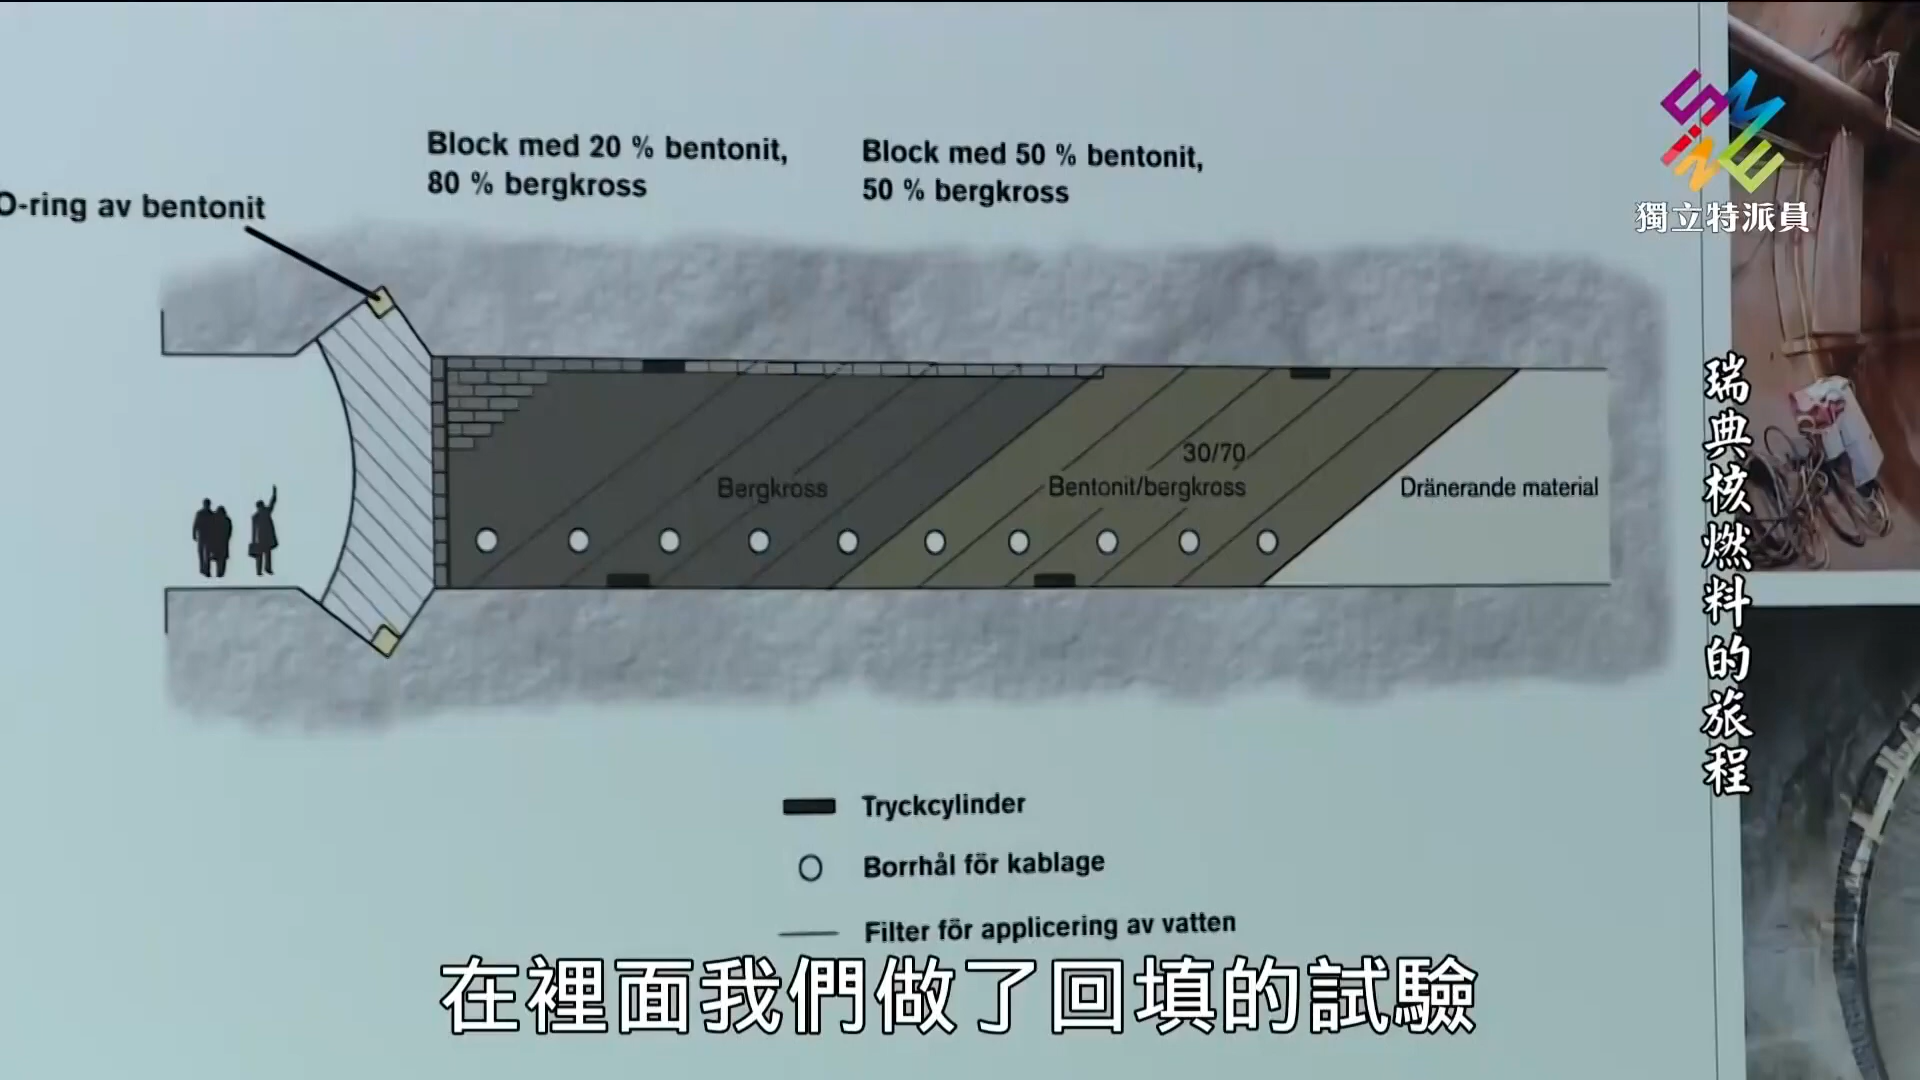 Block med 20 % bentonit,
80 % bergkross
Block med 50 % bentonit,
50 % bergkross
O-ring av bentonit
SiNE ME
獨立特派員
瑞典核燃料的旅程
30/70
Bergkross
Bentonit/bergkross
Dränerande material
Tryckcylinder
Borrhål för kablage
Filter för applicering av vatten
在裡面我們做了回填的試驗